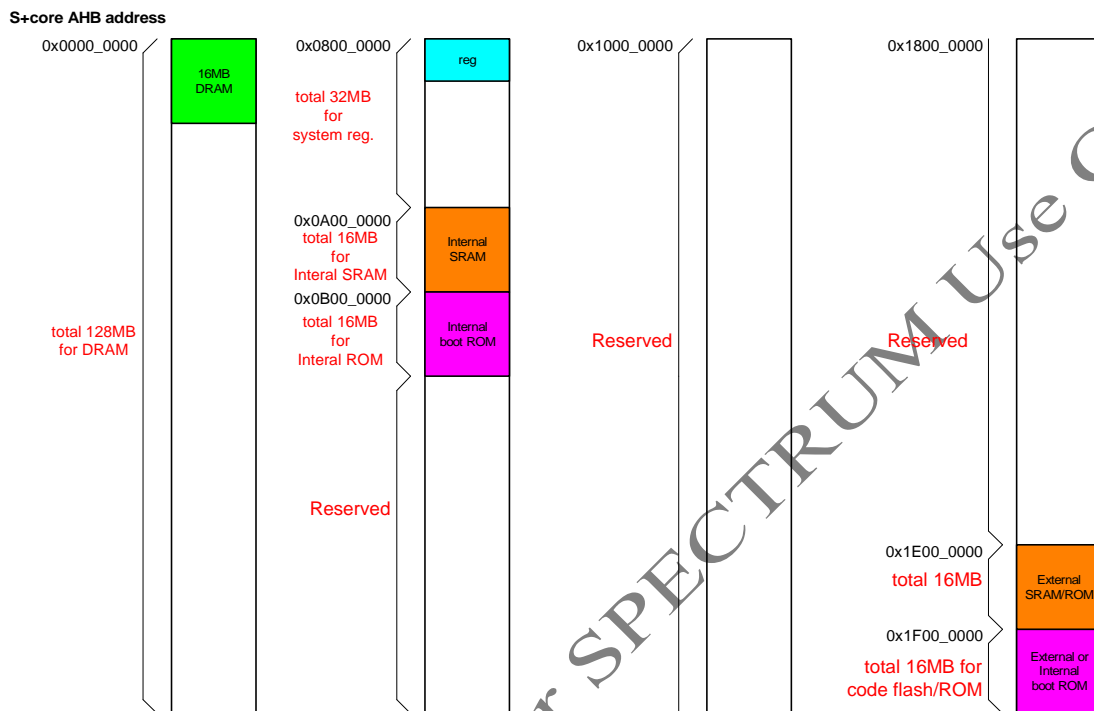 S+core AHB address
0x0000_0000
16MB
DRAM
total 128MB
for DRAM
0x0800_0000
reg
total 32MB
for
system reg.
0x0A00_0000
total 16MB
for
Interal SRAM
Internal
SRAM
0x0B00_0000
total 16MB
for
Interal ROM
Internal
boot ROM
Reserved
0x1000_0000
Reserved
0x1800_0000
Reserved
0x1E00_0000
total 16MB
External
SRAM/ROM
0x1F00_0000
total 16MB for
code flash/ROM
External or
Internal
boot ROM
SPECTRUM Use